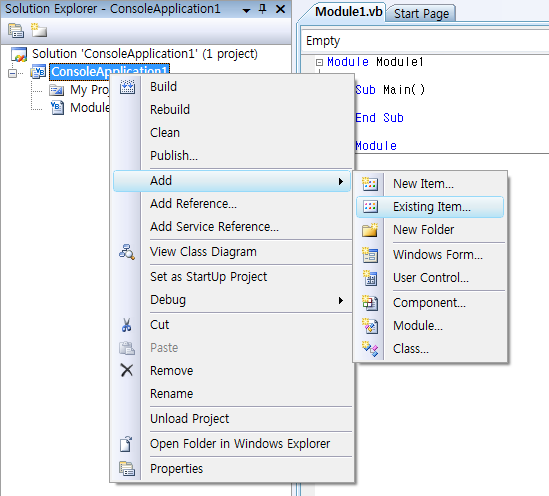 Solution Explorer - ConsoleApplication1
Solution 'ConsoleApplication1' (1 project)
ConsoleApplication1
My Pro
Module
Build
Rebuild
Clean
Publish...
Add
Add Reference...
Add Service Reference...
View Class Diagram
Set as StartUp Project
Debug
Cut
Paste
Remove
Rename
Unload Project
Open Folder in Windows Explorer
Properties
New Item...
Existing Item...
New Folder
Windows Form...
User Control...
Component...
Module...
Class...
Module1.vb Start Page
Empty
Module Module1
Sub Main()
End Sub
Module